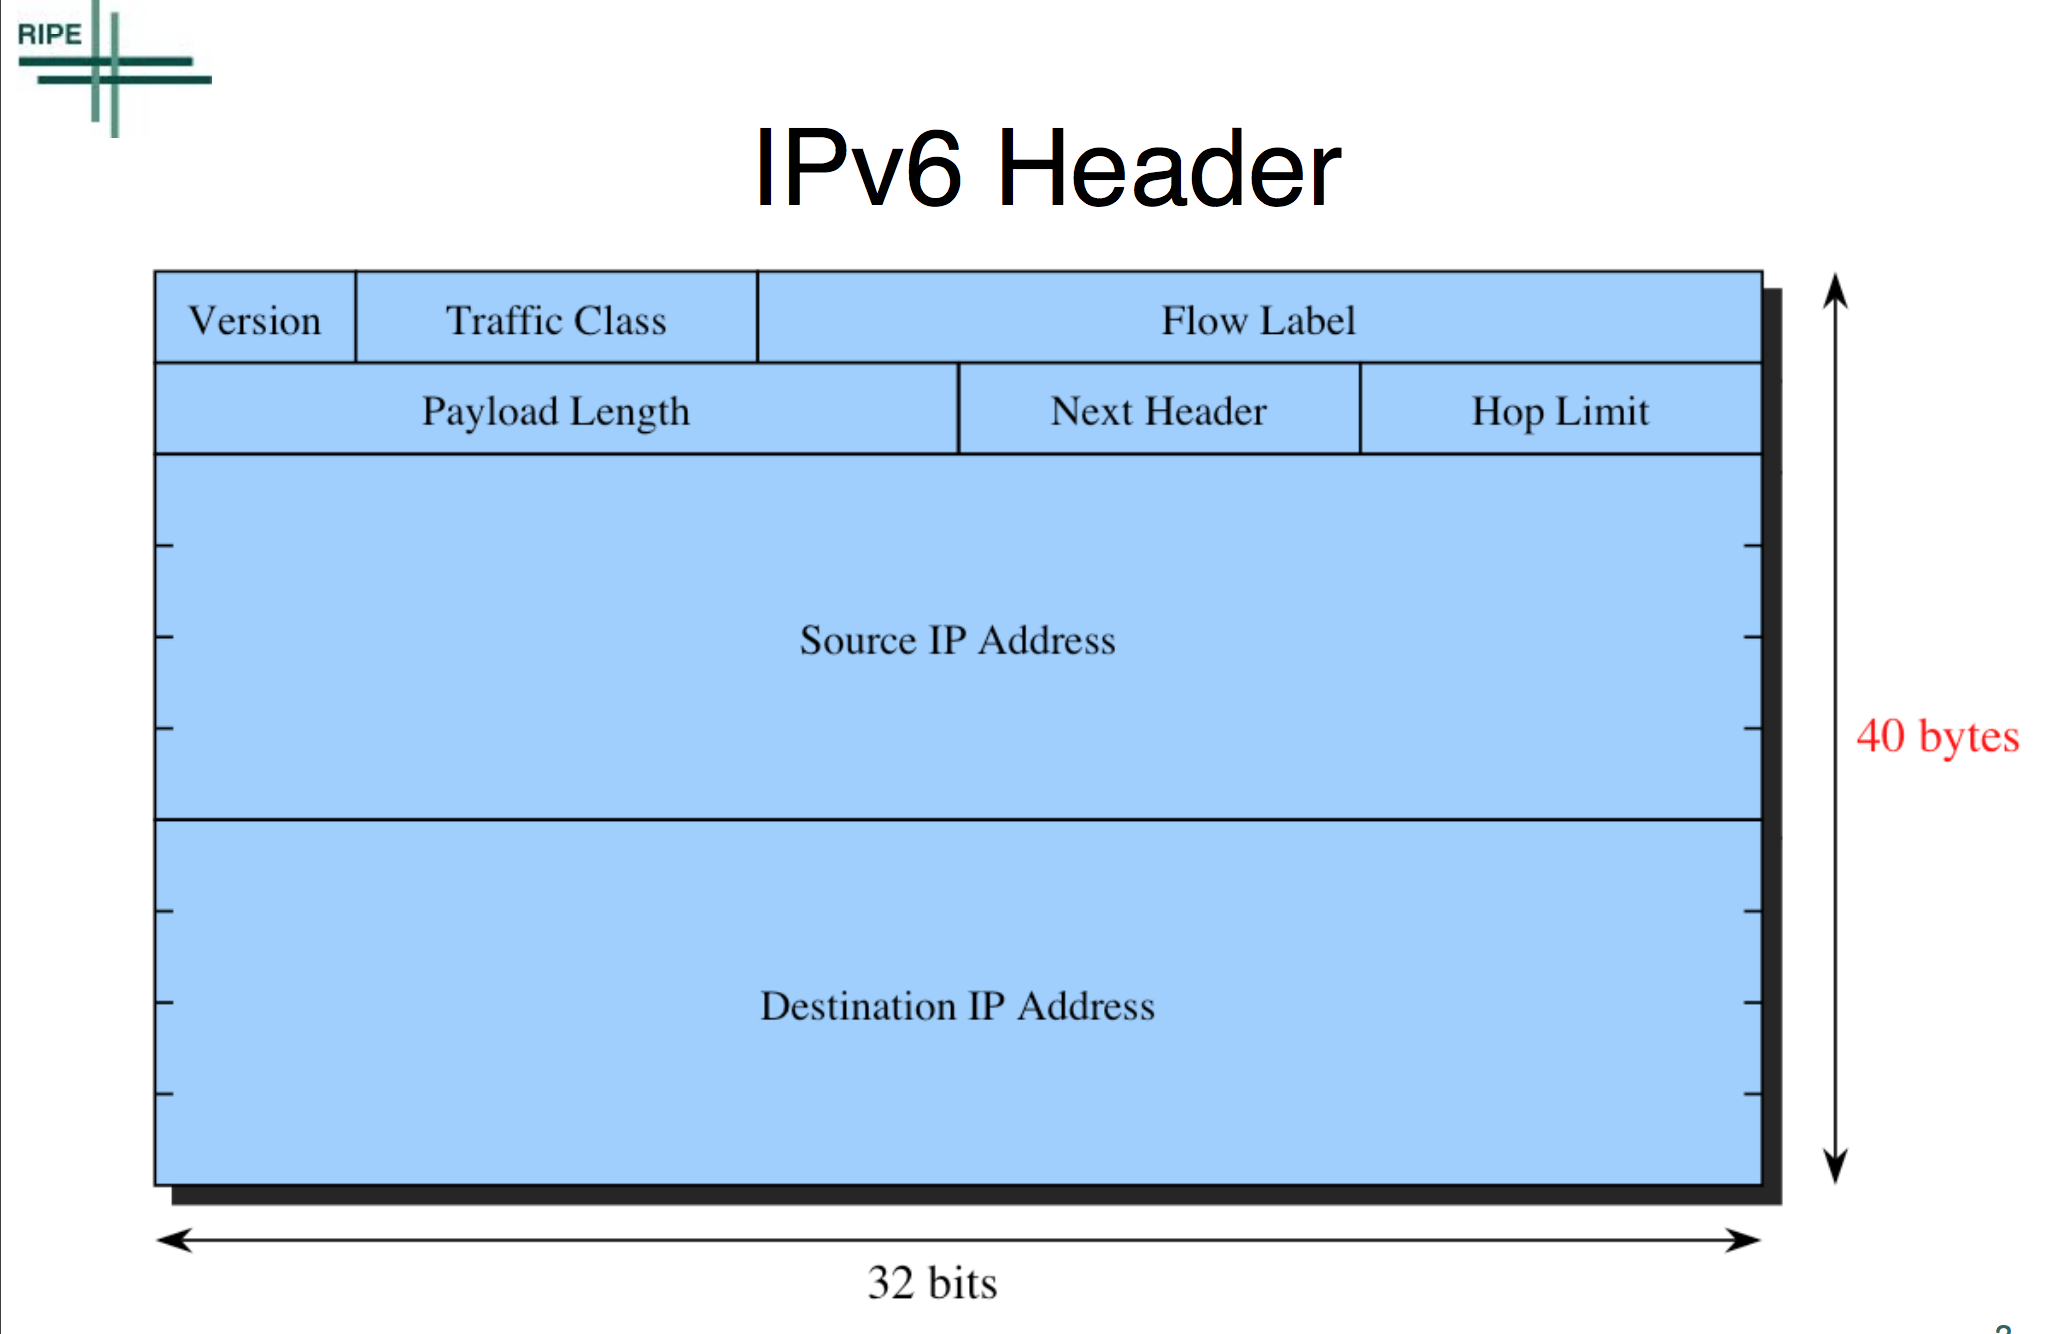 RIPE
IPv6 Header
Version Traffic Class Flow Label
Payload Length Next Header Hop Limit
Source IP Address
40 bytes
Destination IP Address
32 bits